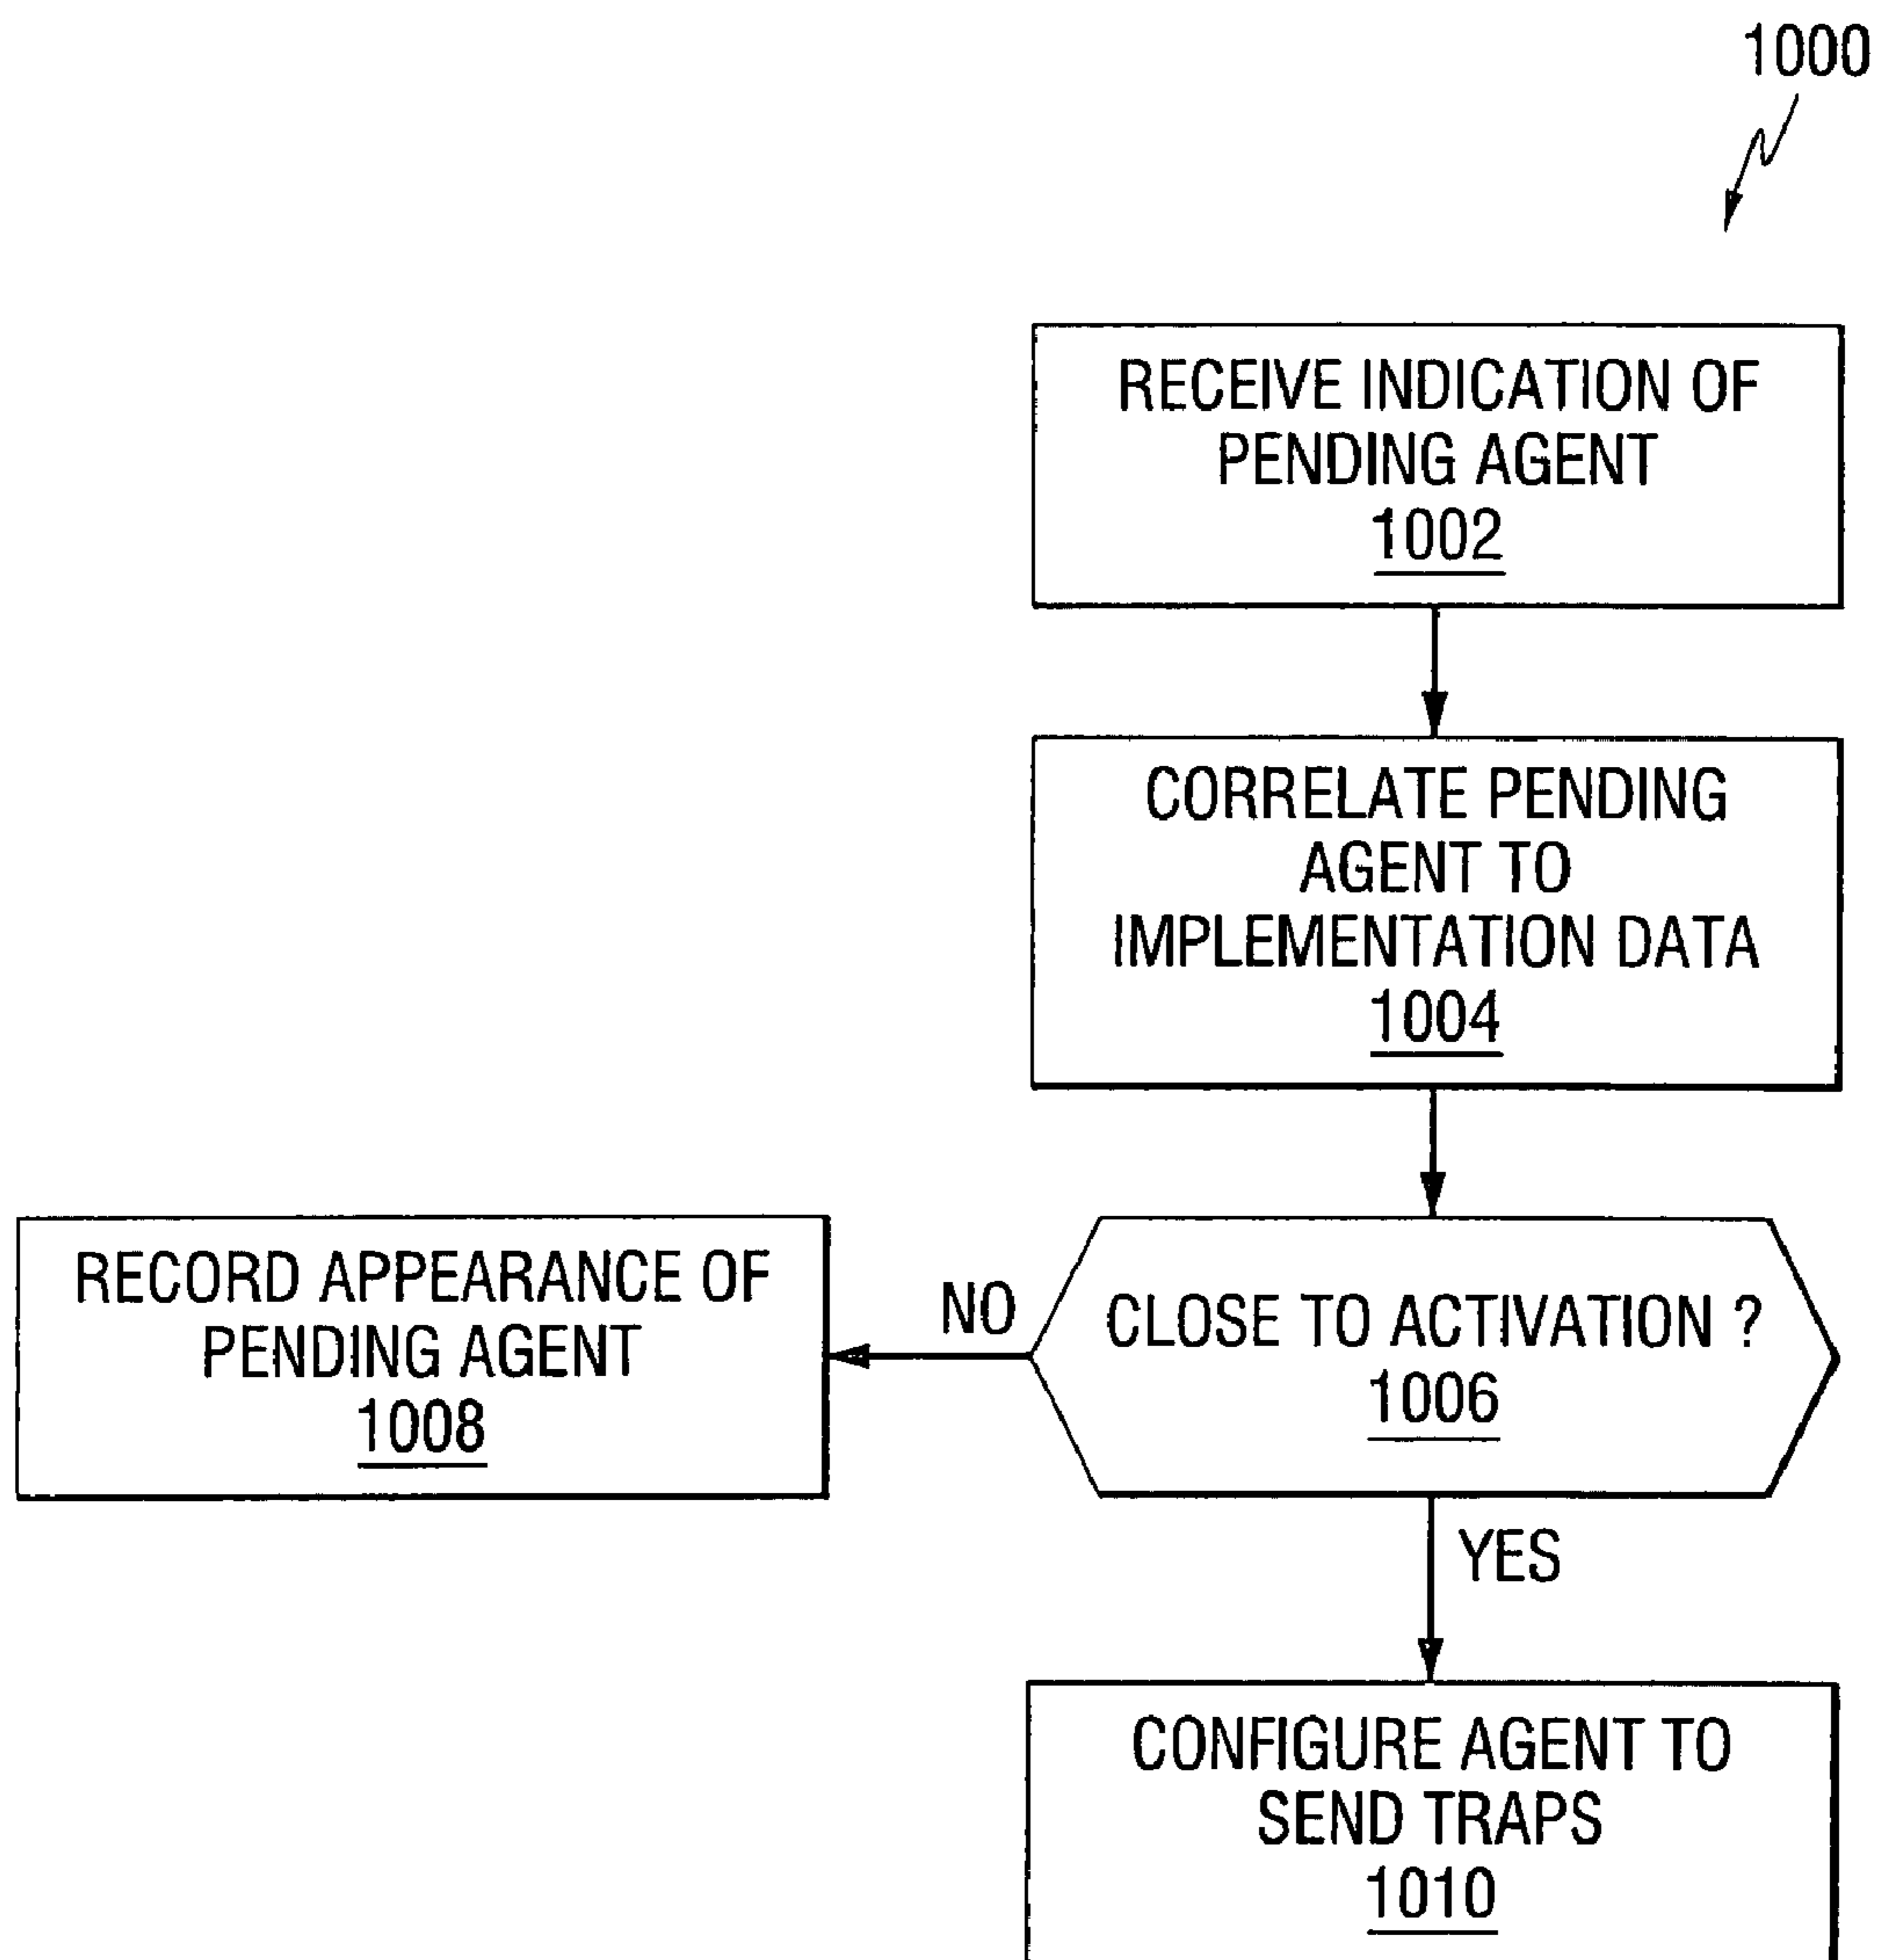 1000
RECEIVE INDICATION OF
PENDING AGENT
1002
CORRELATE PENDING
AGENT TO
IMPLEMENTATION DATA
1004
CLOSE TO ACTIVATION ?
1006
NO
RECORD APPEARANCE OF
PENDING AGENT
1008
YES
CONFIGURE AGENT TO
SEND TRAPS
1010